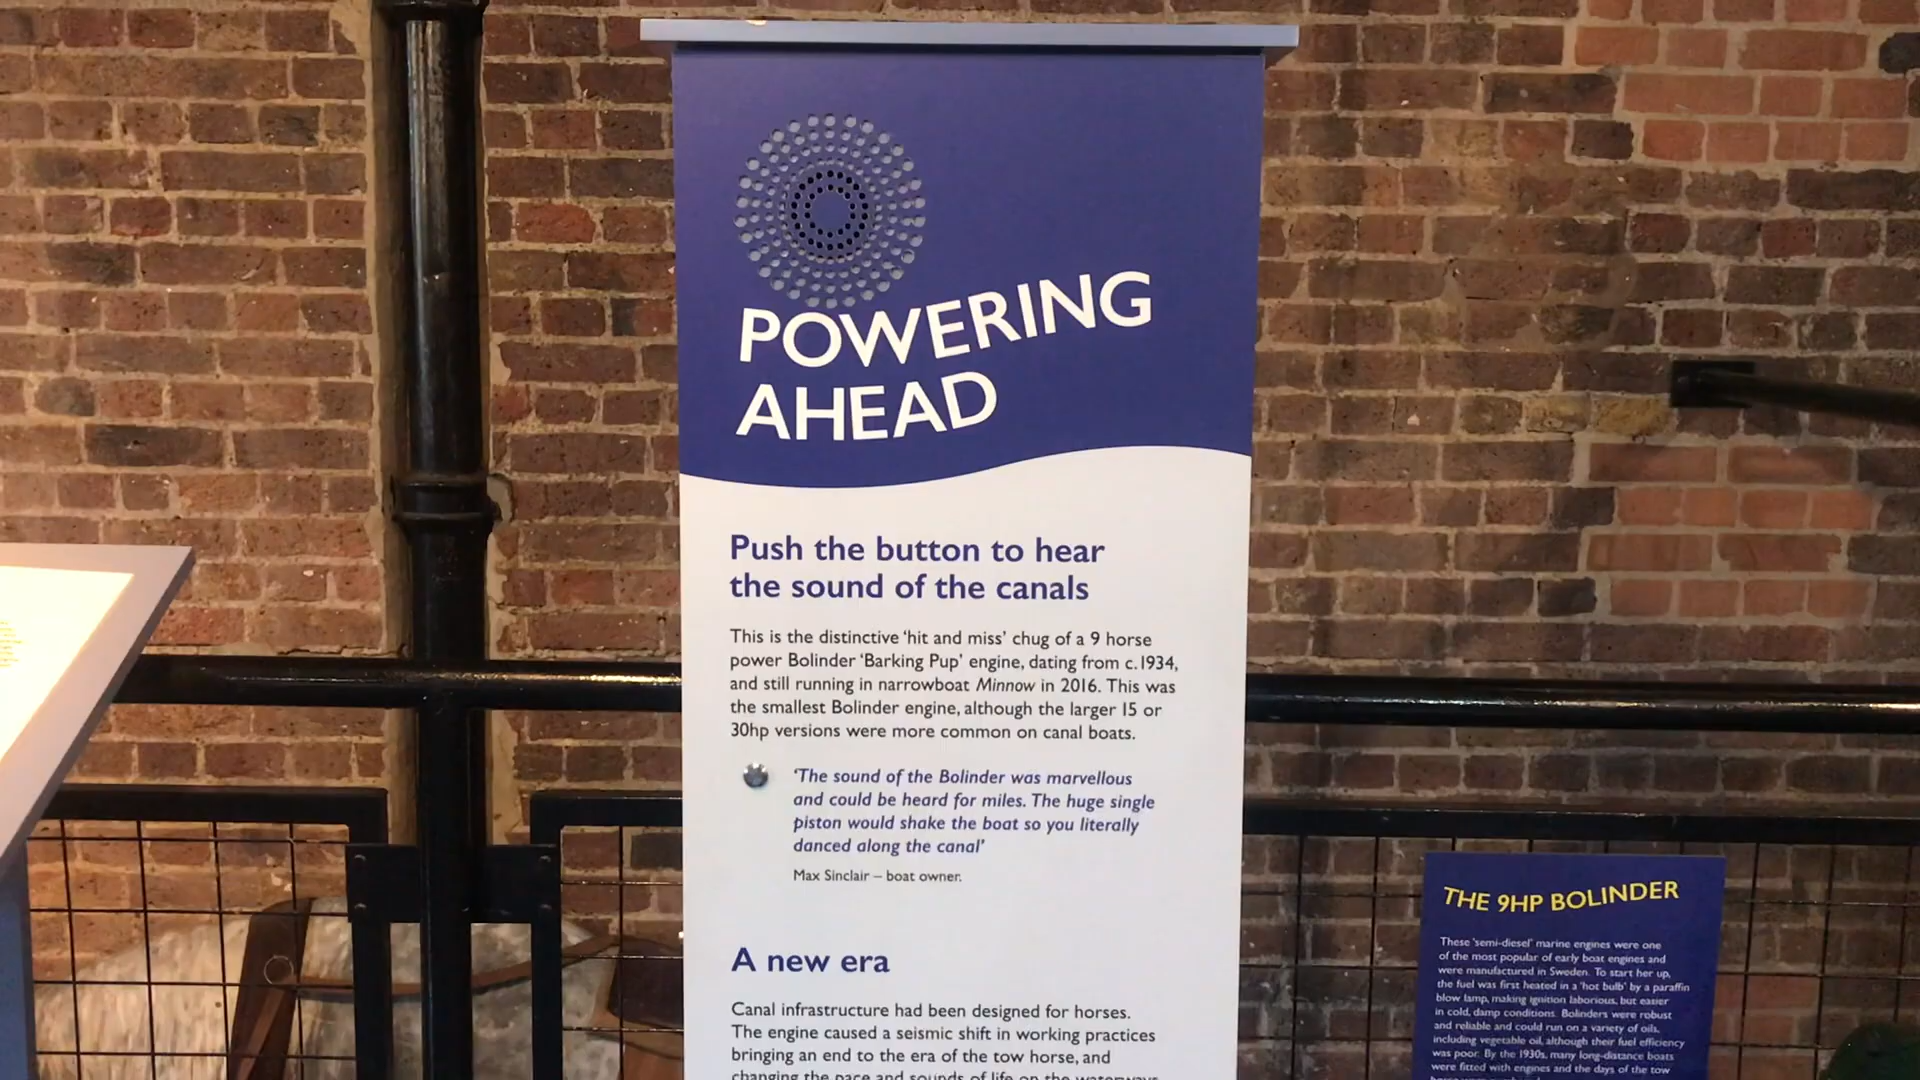 POWERING
AHEAD
Push the button to hear
the sound of the canals
This is the distinctive ‘hit and miss’ chug of a 9 horse
power Bolinder ‘Barking Pup’ engine, dating from c.1934,
and still running in narrowboat Minnow in 2016. This was
the smallest Bolinder engine, although the larger 15 or
30hp versions were more common on canal boats.
‘The sound of the Bolinder was marvellous
and could be heard for miles. The huge single
piston would shake the boat so you literally
danced along the canal’
Max Sinclair – boat owner.
A new era
Canal infrastructure had been designed for horses.
The engine caused a seismic shift in working practices
bringing an end to the era of the tow horse, and
changing the pace and sounds of life on the waterways
THE 9HP BOLINDER
These ‘semi-diesel’ marine engines were one
of the most popular of early boat engines and
were manufactured in Sweden. To start her up,
the fuel was first heated in a ‘hot bulb’ by a paraffin
blow lamp, making ignition laborious, but easier
in cold, damp conditions. Bolinders were robust
and reliable and could run on a variety of oils,
including vegetable oil, although their fuel efficiency
was poor. By the 1930s, many long-distance boats
were fitted with engines and the days of the tow